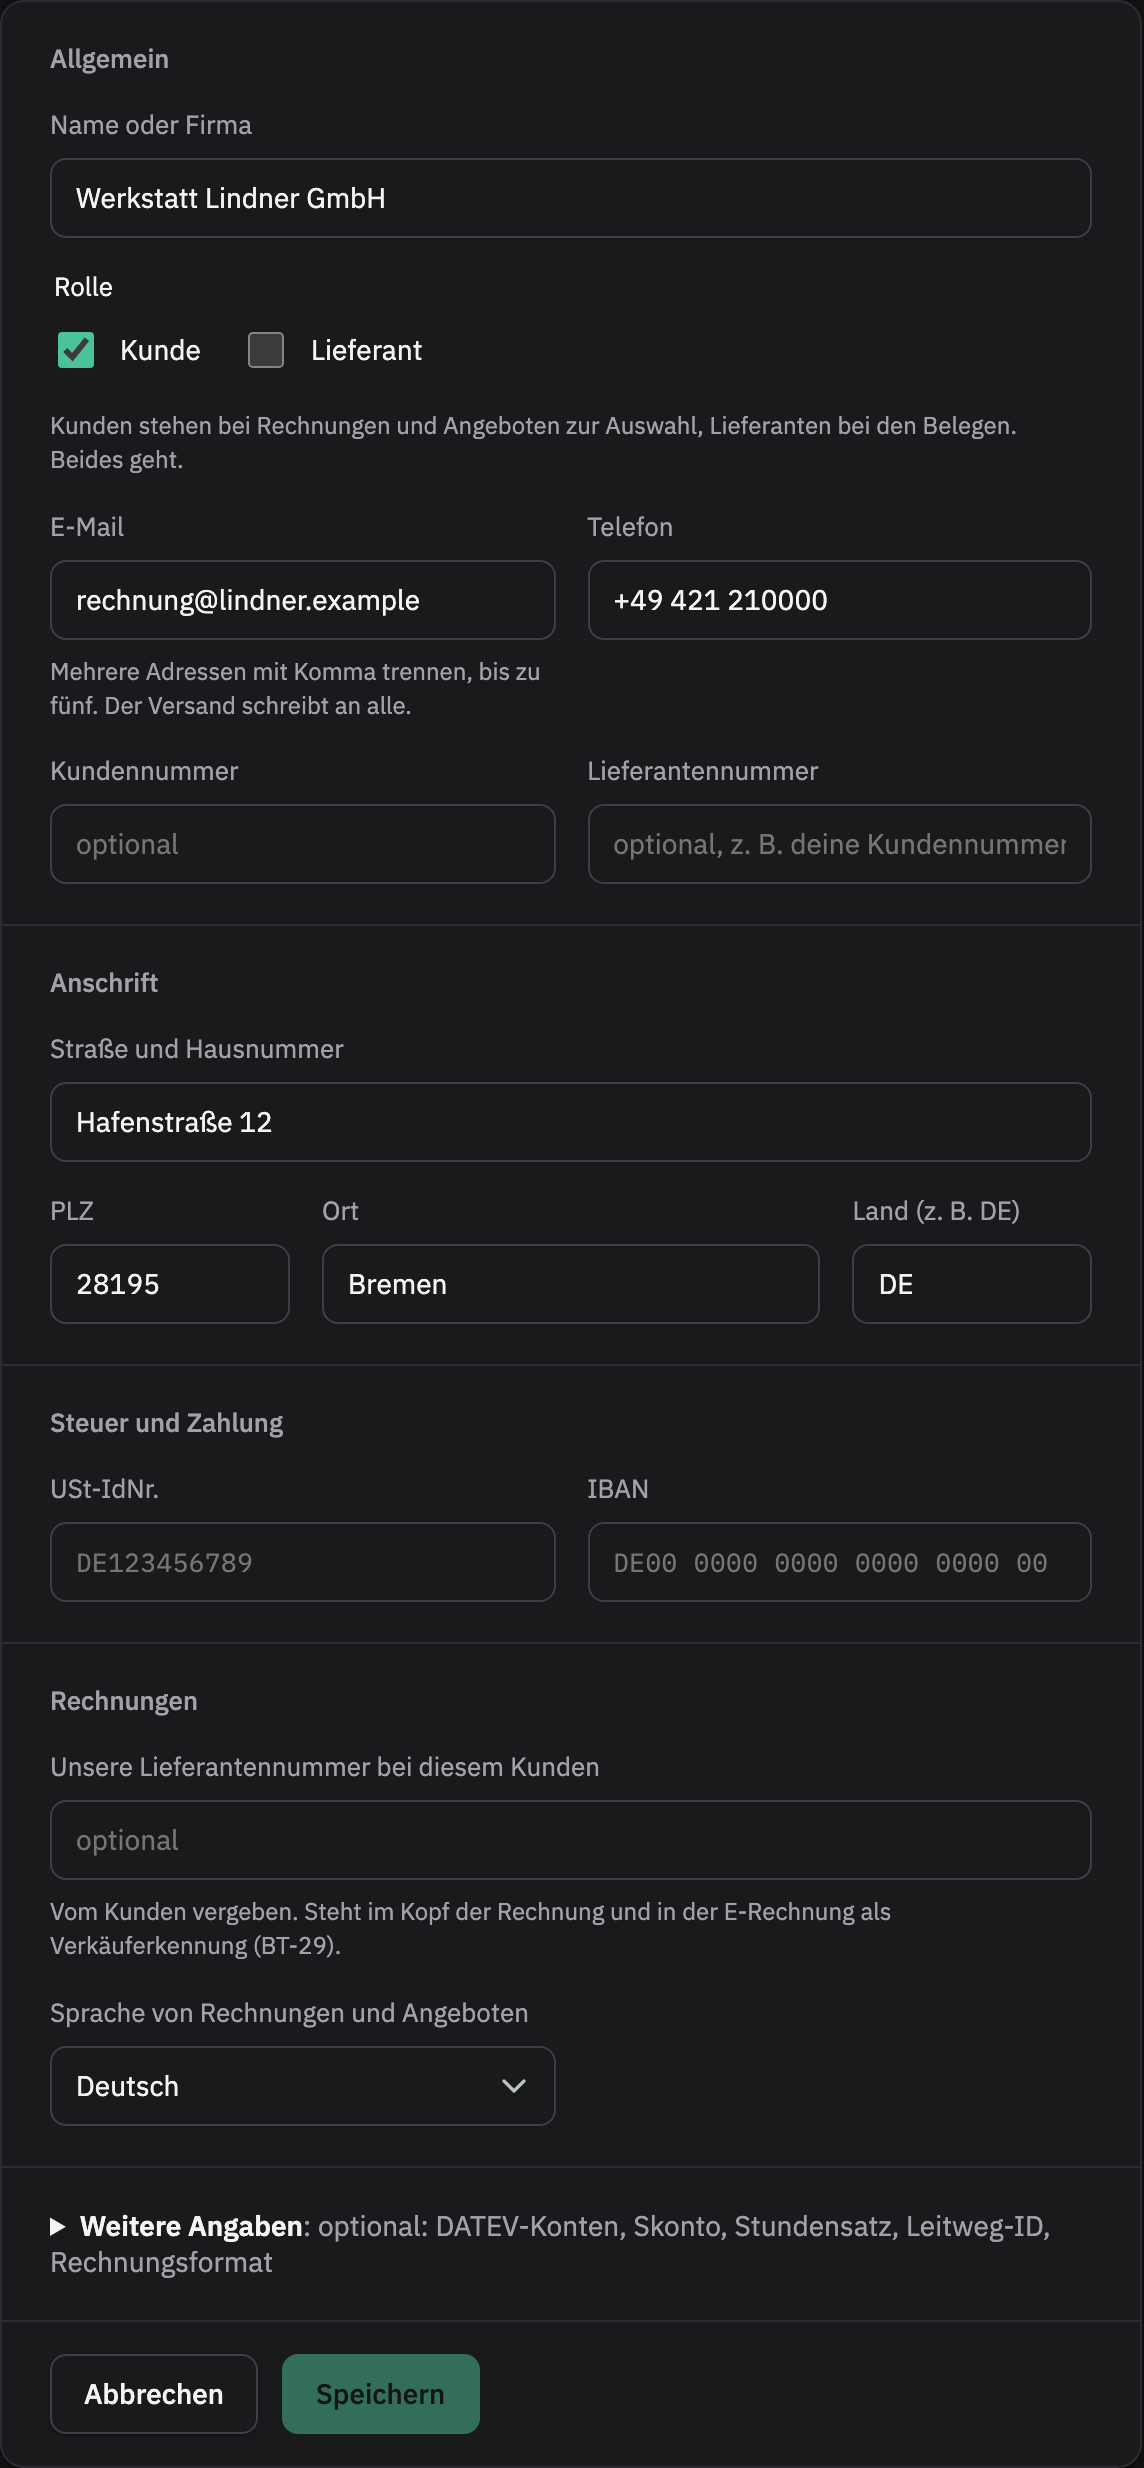 Allgemein
Name oder Firma
Werkstatt Lindner GmbH
Rolle
Kunde
Lieferant
Kunden stehen bei Rechnungen und Angeboten zur Auswahl, Lieferanten bei den Belegen.
Beides geht.
E-Mail
Telefon
rechnung@lindner.example
+49 421 210000
Mehrere Adressen mit Komma trennen, bis zu
fünf. Der Versand schreibt an alle.
Kundennummer
Lieferantennummer
optional
optional, z. B. deine Kundennummer
Anschrift
Straße und Hausnummer
Hafenstraße 12
PLZ
Ort
Land (z. B. DE)
28195
Bremen
DE
Steuer und Zahlung
USt-IdNr.
IBAN
DE123456789
DE00 0000 0000 0000 0000 00
Rechnungen
Unsere Lieferantennummer bei diesem Kunden
optional
Vom Kunden vergeben. Steht im Kopf der Rechnung und in der E-Rechnung als
Verkäuferkennung (BT-29).
Sprache von Rechnungen und Angeboten
Deutsch
Weitere Angaben: optional: DATEV-Konten, Skonto, Stundensatz, Leitweg-ID,
Rechnungsformat
Abbrechen
Speichern